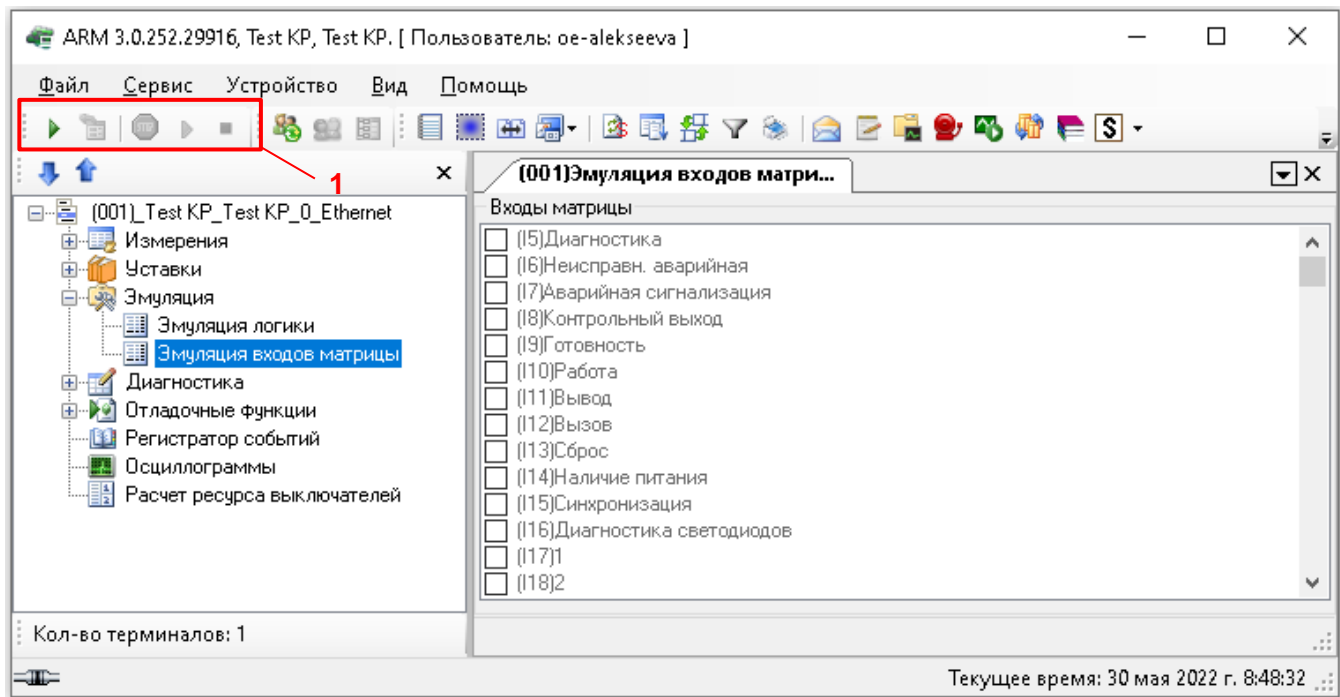 ARM 3.0.252.29916, Test KP, Test KP. [ Пользователь: oe-alekseeva ]
Файл Сервис Устройство Вид Помощь
STOP
S
1
(001)_Test KP_Test KP_0_Ethernet
Измерения
Уставки
Эмуляция
Эмуляция логики
Эмуляция входов матрицы
Диагностика
Отладочные функции
Регистратор событий
Осциллограммы
Расчет ресурса выключателей
Кол-во терминалов: 1
(001)Эмуляция входов матри...
Входы матрицы
(I5)Диагностика
(I6)Неисправн. аварийная
(I7)Аварийная сигнализация
(I8)Контрольный выход
(I9)Готовность
(I10)Работа
(I11)Вывод
(I12)Вызов
(I13)Сброс
(I14)Наличие питания
(I15)Синхронизация
(I16)Диагностика светодиодов
(I17)1
(I18)2
Текущее время: 30 мая 2022 г. 8:48:32